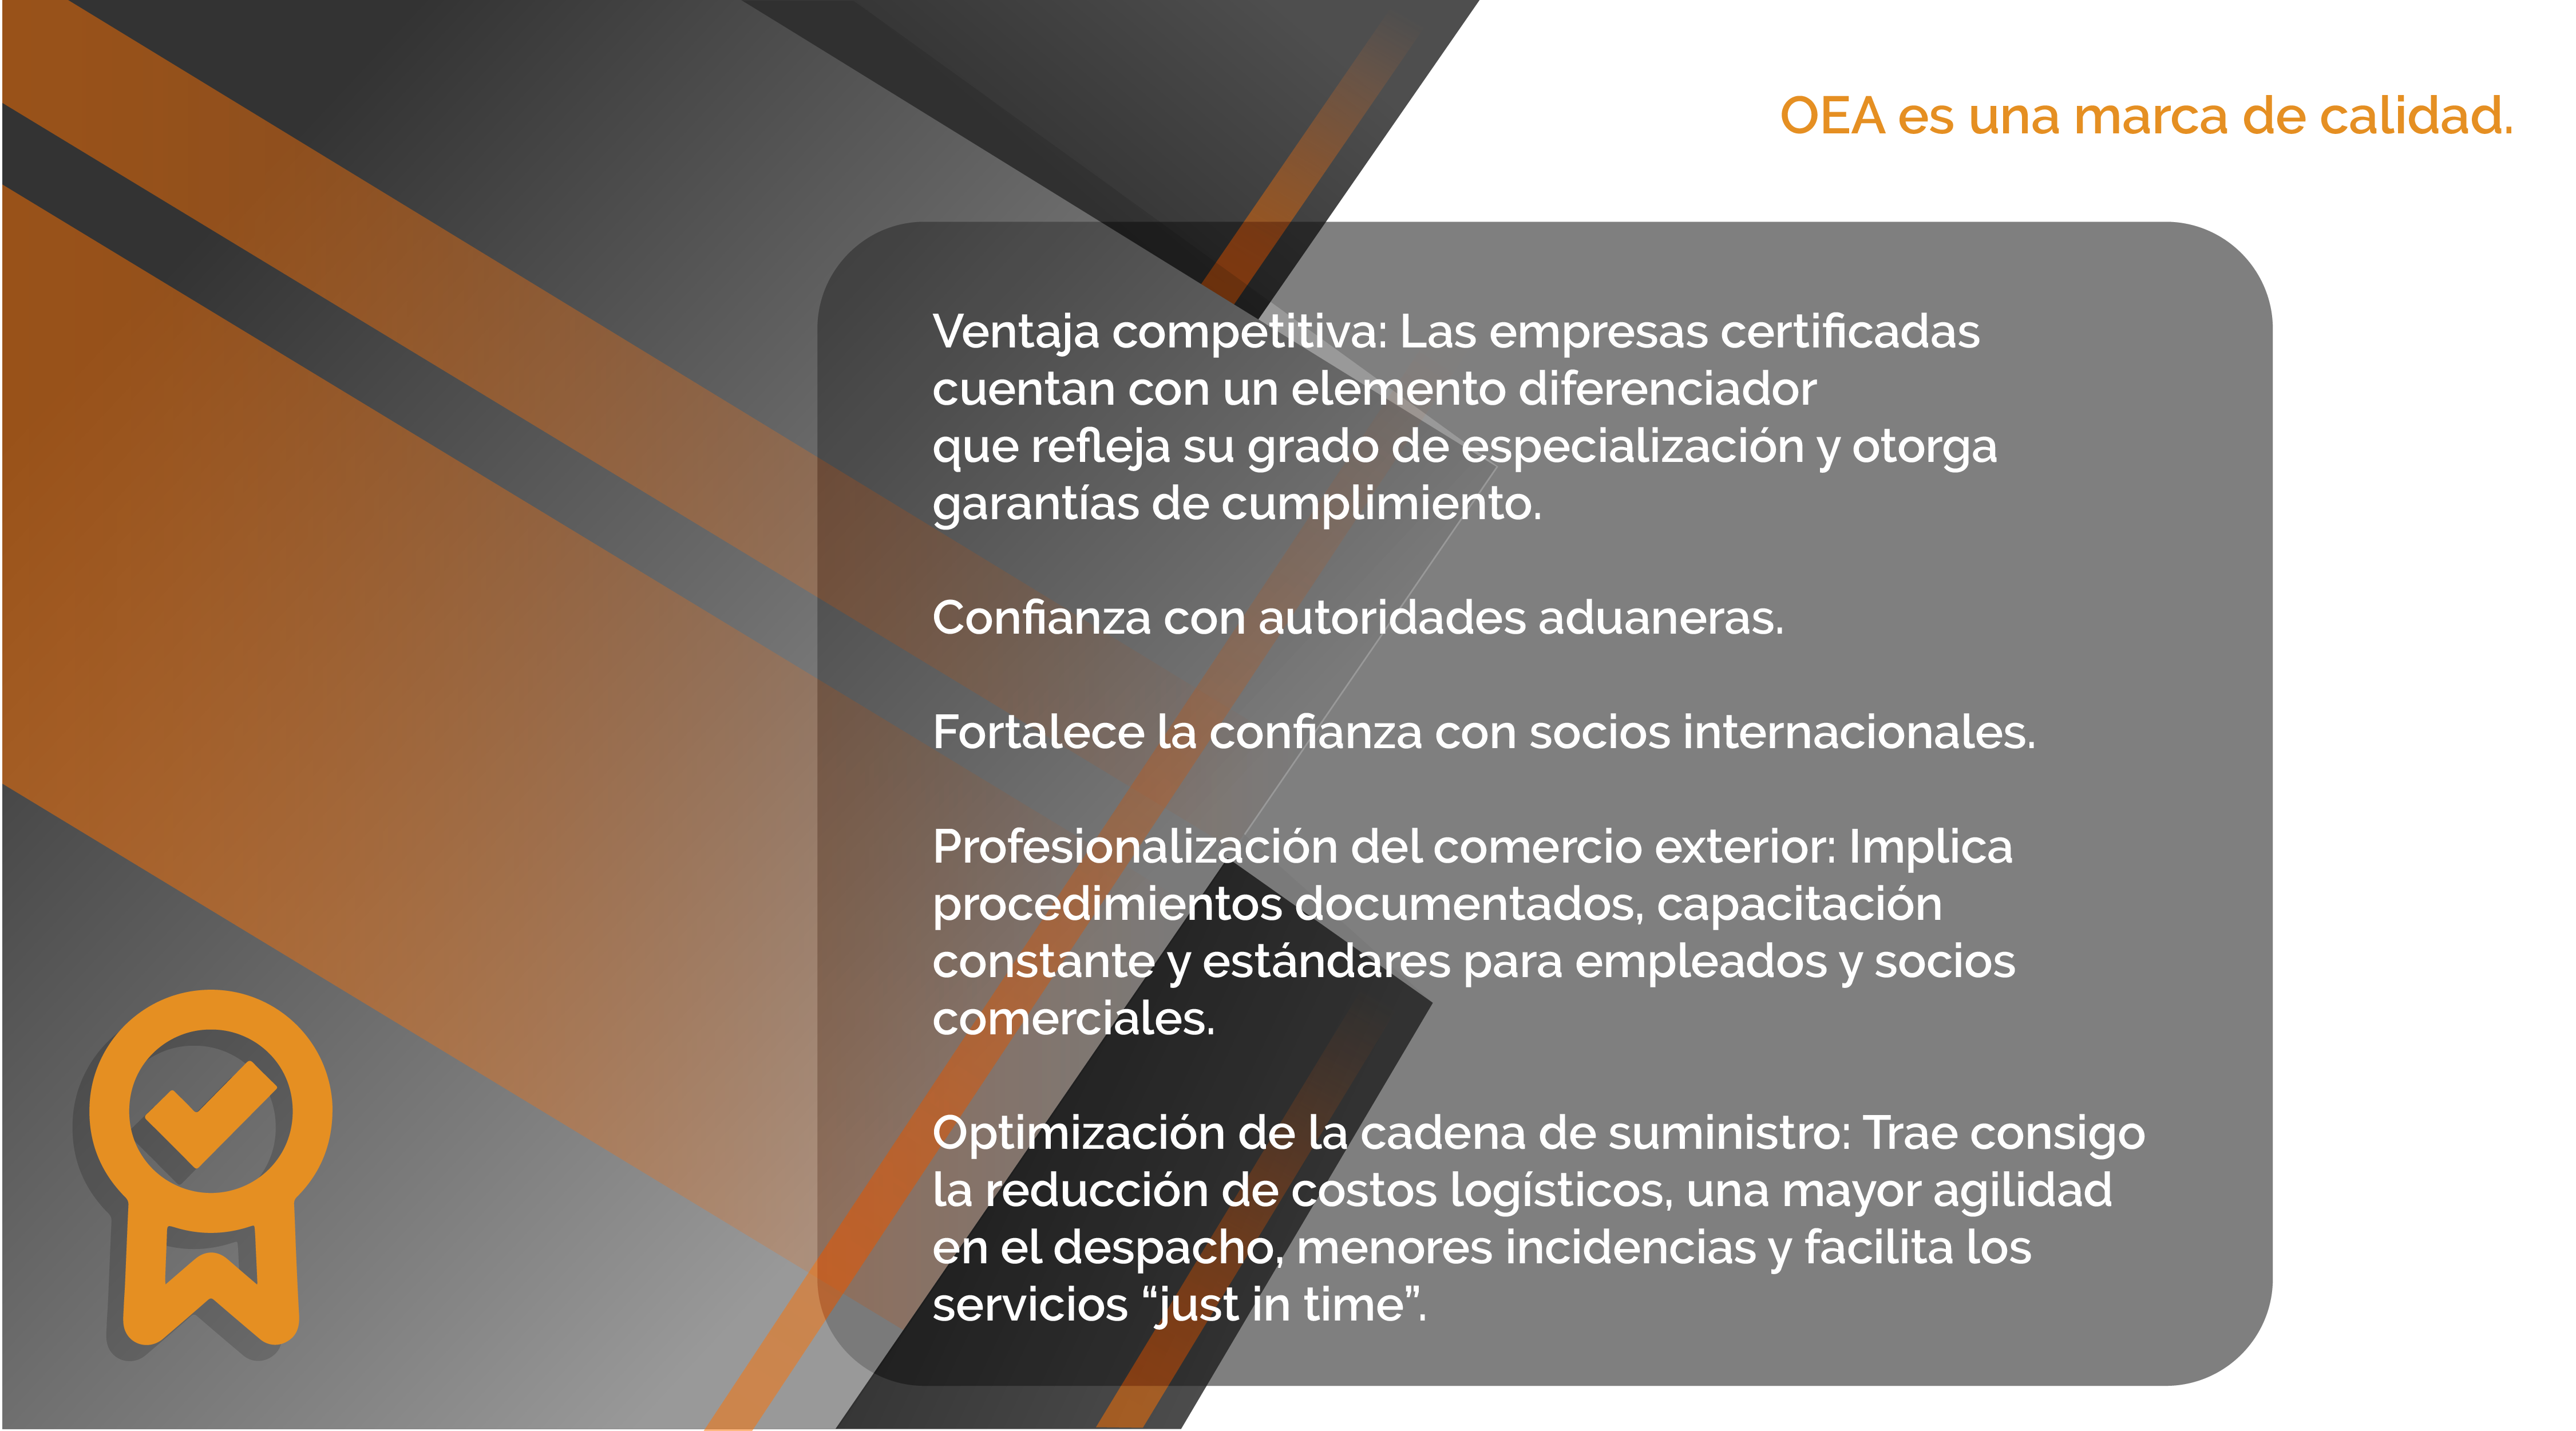 OEA es una marca de calidad.
Ventaja competitiva: Las empresas certificadas
cuentan con un elemento diferenciador
que refleja su grado de especialización y otorga
garantías de cumplimiento.
Confianza con autoridades aduaneras.
Fortalece la confianza con socios internacionales.
Profesionalización del comercio exterior: Implica
procedimientos documentados, capacitación
constante y estándares para empleados y socios
comerciales.
Optimización de la cadena de suministro: Trae consigo
la reducción de costos logísticos, una mayor agilidad
en el despacho, menores incidencias y facilita los
servicios “just in time”.